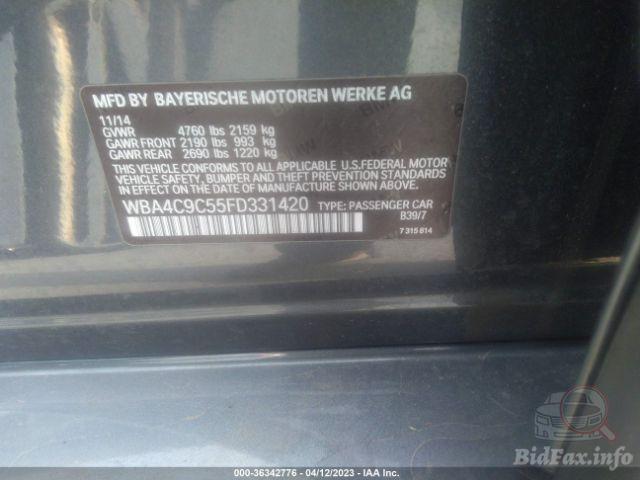 MFD BY BAYERISCHE MOTOREN WERKE AG
11/14
GVWR 4760 lbs 2159 kg
GAWR FRONT 2190 lbs 993 kg
GAWR REAR 2690 lbs 1220 kg
THIS VEHICLE CONFORMS TO ALL APPLICABLE U.S.FEDERAL MOTOR
VEHICLE SAFETY, BUMPER AND THEFT PREVENTION STANDARDS
IN EFFECT ON THE DATE OF MANUFACTURE SHOWN ABOVE.
WBA4C9C55FD331420 TYPE: PASSENGER CAR
B39/7
7 315 814
BidFax.info
000-36342776 - 04/12/2023 - IAA Inc.